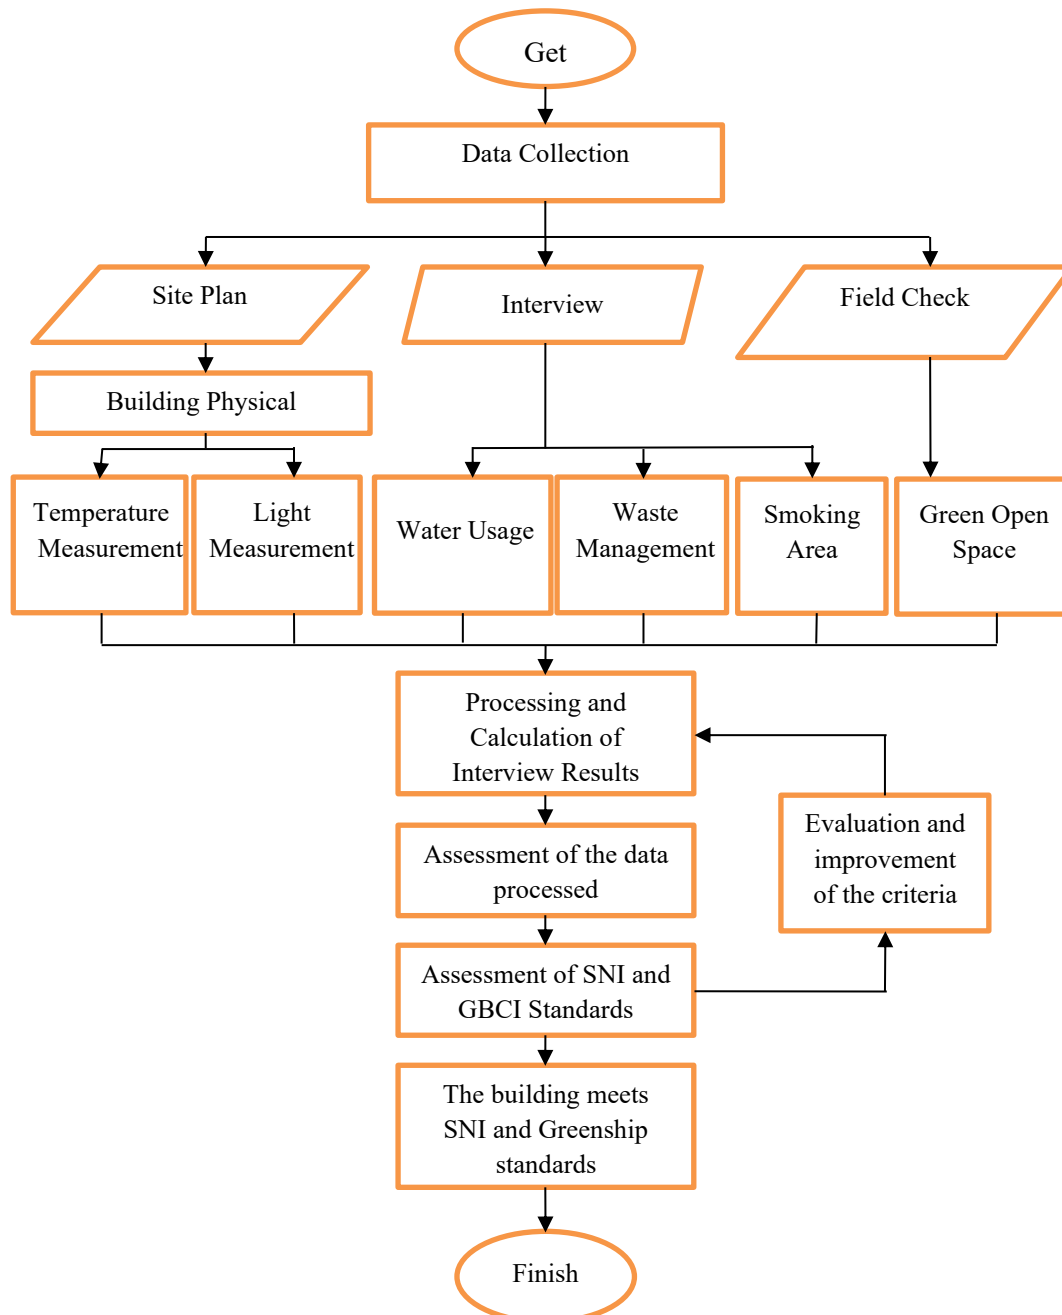 Get
Data Collection
Site Plan
Interview
Field Check
Building Physical
Temperature
Measurement
Light
Measurement
Water Usage
Waste
Management
Smoking
Area
Green Open
Space
Processing and
Calculation of
Interview Results
Evaluation and
improvement
of the criteria
Assessment of the data
processed
Assessment of SNI and
GBCI Standards
The building meets
SNI and Greenship
standards
Finish